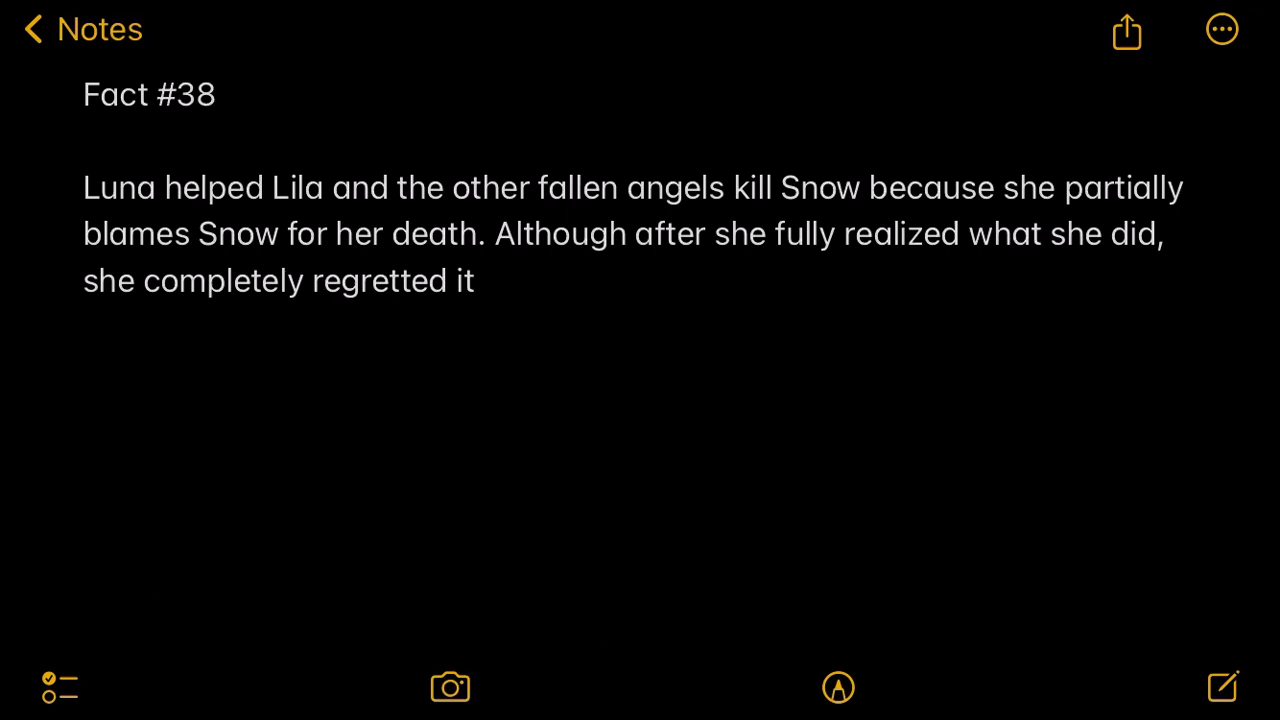 Notes
Fact #38
Luna helped Lila and the other fallen angels kill Snow because she partially
blames Snow for her death. Although after she fully realized what she did,
she completely regretted it